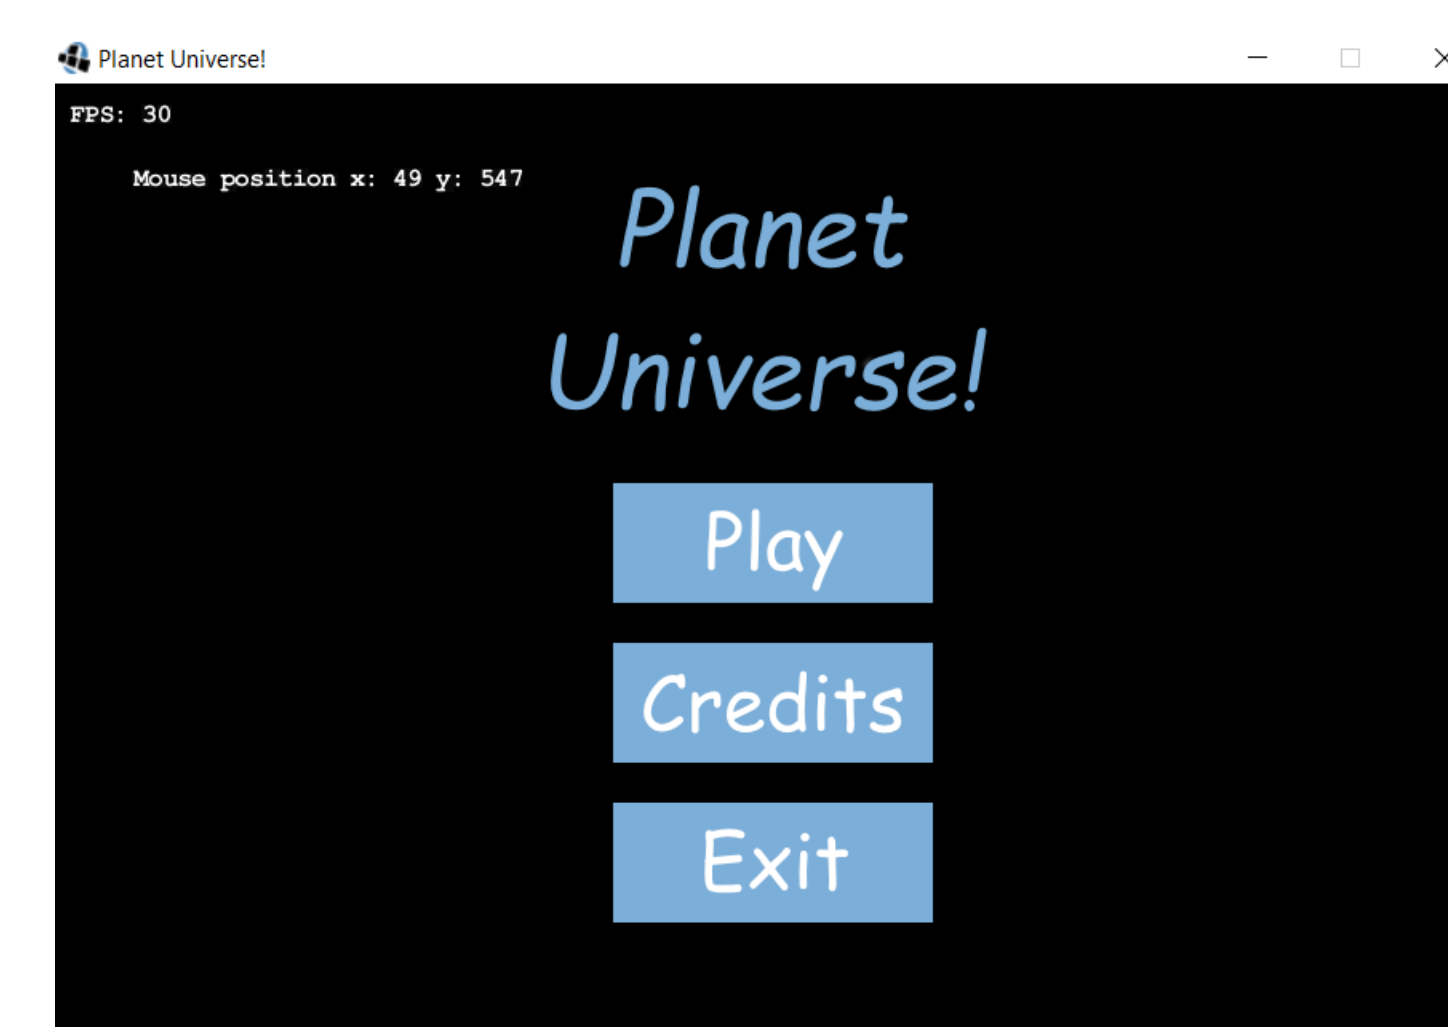 Planet Universe!
FPS: 30
Mouse position x: 49 y: 547
Planet
Universe!
Play
Credits
Exit